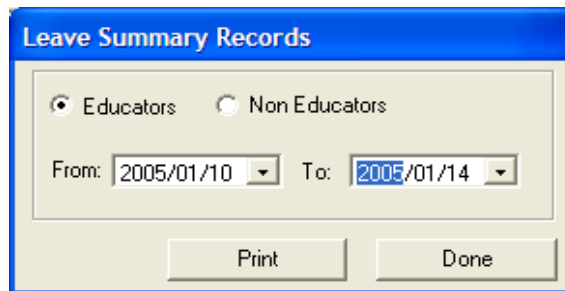 Leave Summary Records
Educators Non Educators
From: 2005/01/10 To: 2005/01/14
Print Done